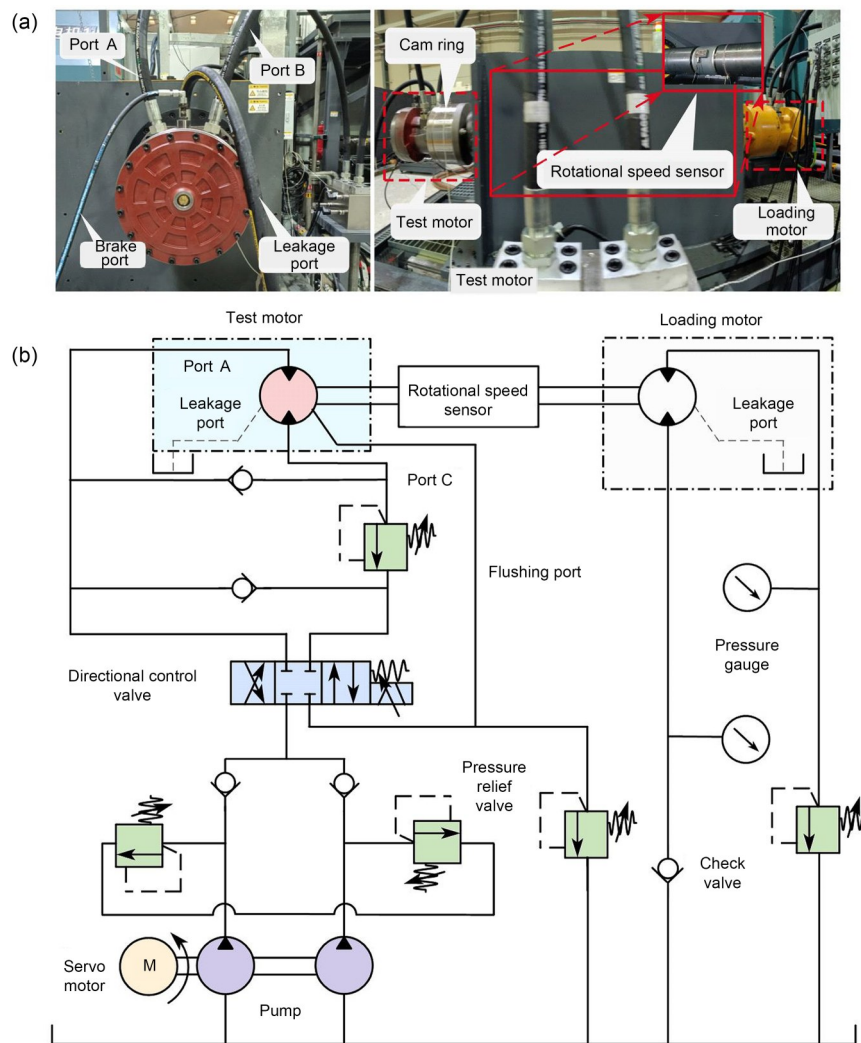 (a)
Port A
Port B
Brake
port
Leakage
port
Cam ring
Rotational speed sensor
Test motor
Loading
motor
Test motor
(b)
Test motor
Loading motor
Port A
Leakage
port
Rotational speed
sensor
Leakage
port
Port C
Flushing port
Pressure
gauge
Directional control
valve
Pressure relief
valve
Check
valve
Servo
motor
M
Pump